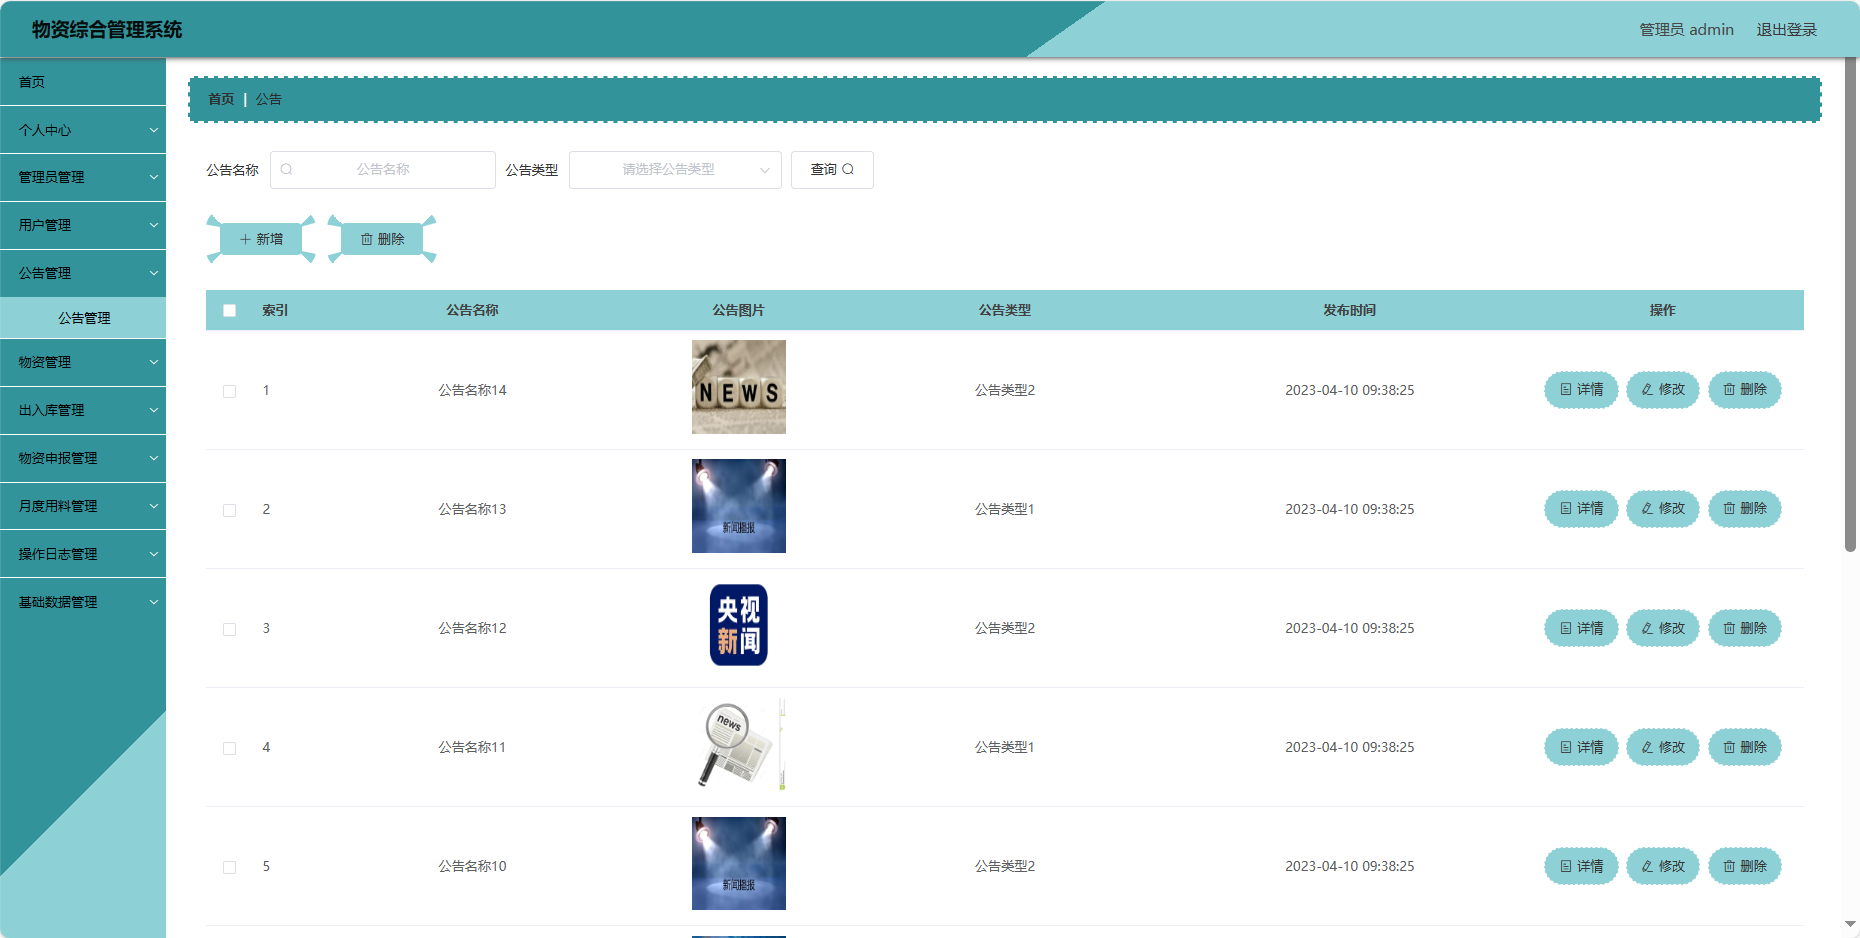 物资综合管理系统
管理员 admin 退出登录
首页
个人中心
管理员管理
用户管理
公告管理
公告管理
物资管理
出入库管理
物资申报管理
月度用料管理
操作日志管理
基础数据管理
首页 | 公告
公告名称 公告名称 公告类型 请选择公告类型 查询
新增 删除
索引 公告名称 公告图片 公告类型 发布时间 操作
1 公告名称14 NEWS 公告类型2 2023-04-10 09:38:25 详情 修改 删除
2 公告名称13 新闻播报 公告类型1 2023-04-10 09:38:25 详情 修改 删除
3 公告名称12 央视新闻 公告类型2 2023-04-10 09:38:25 详情 修改 删除
4 公告名称11 news 公告类型1 2023-04-10 09:38:25 详情 修改 删除
5 公告名称10 新闻播报 公告类型2 2023-04-10 09:38:25 详情 修改 删除